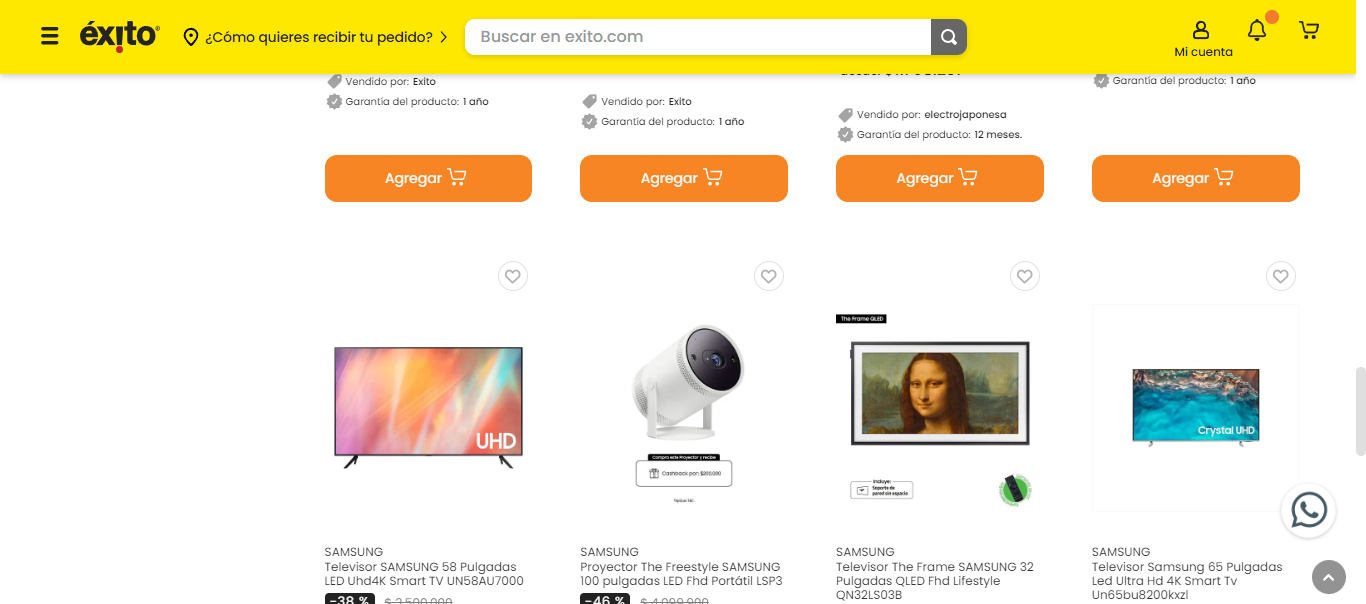 éxito
¿Cómo quieres recibir tu pedido?
Buscar en exito.com
Mi cuenta
Vendido por: Exito
Garantía del producto: 1 año
Agregar
Vendido por: Exito
Garantía del producto: 1 año
Agregar
Vendido por: electrojaponesa
Garantía del producto: 12 meses.
Agregar
Garantía del producto: 1 año
Agregar
UHD
SAMSUNG
Televisor SAMSUNG 58 Pulgadas
LED Uhd4K Smart TV UN58AU7000
-38 % $ 3.500.000
Compra este Proyector y recibe
Cashback por: $200.000
SAMSUNG
Proyector The Freestyle SAMSUNG
100 pulgadas LED Fhd Portátil LSP3
-46 % $ 4.099.900
The Frame QLED
Incluye:
Soporte de
pared sin espacio
SAMSUNG
Televisor The Frame SAMSUNG 32
Pulgadas QLED Fhd Lifestyle
QN32LS03B
Crystal UHD
SAMSUNG
Televisor Samsung 65 Pulgadas
Led Ultra Hd 4K Smart Tv
Un65bu8200kxzl